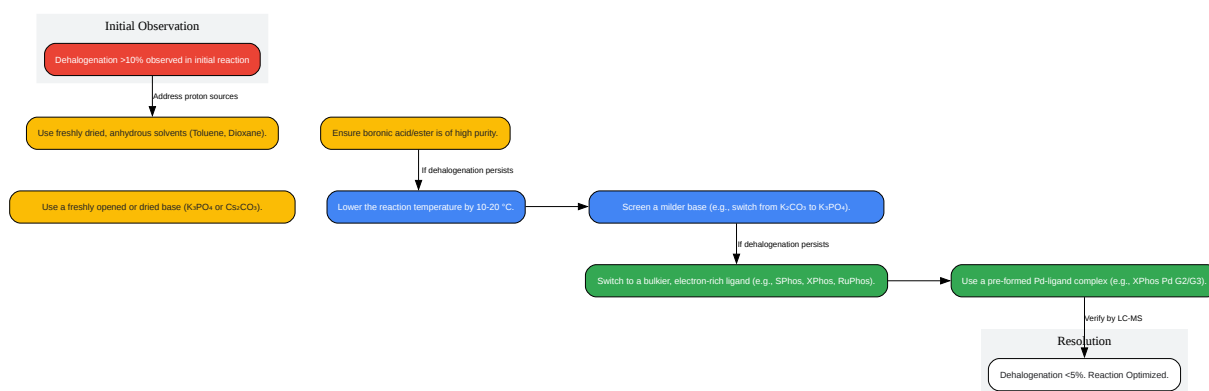 Initial Observation
Dehalogenation >10% observed in initial reaction
Address proton sources
Use freshly dried, anhydrous solvents (Toluene, Dioxane).
Ensure boronic acid/ester is of high purity.
If dehalogenation persists
Use a freshly opened or dried base (K₃PO₄ or Cs₂CO₃).
Lower the reaction temperature by 10-20 °C.
Screen a milder base (e.g., switch from K₂CO₃ to K₃PO₄).
If dehalogenation persists
Switch to a bulkier, electron-rich ligand (e.g., SPhos, XPhos, RuPhos).
Use a pre-formed Pd-ligand complex (e.g., XPhos Pd G2/G3).
Verify by LC-MS
Resolution
Dehalogenation <5%. Reaction Optimized.